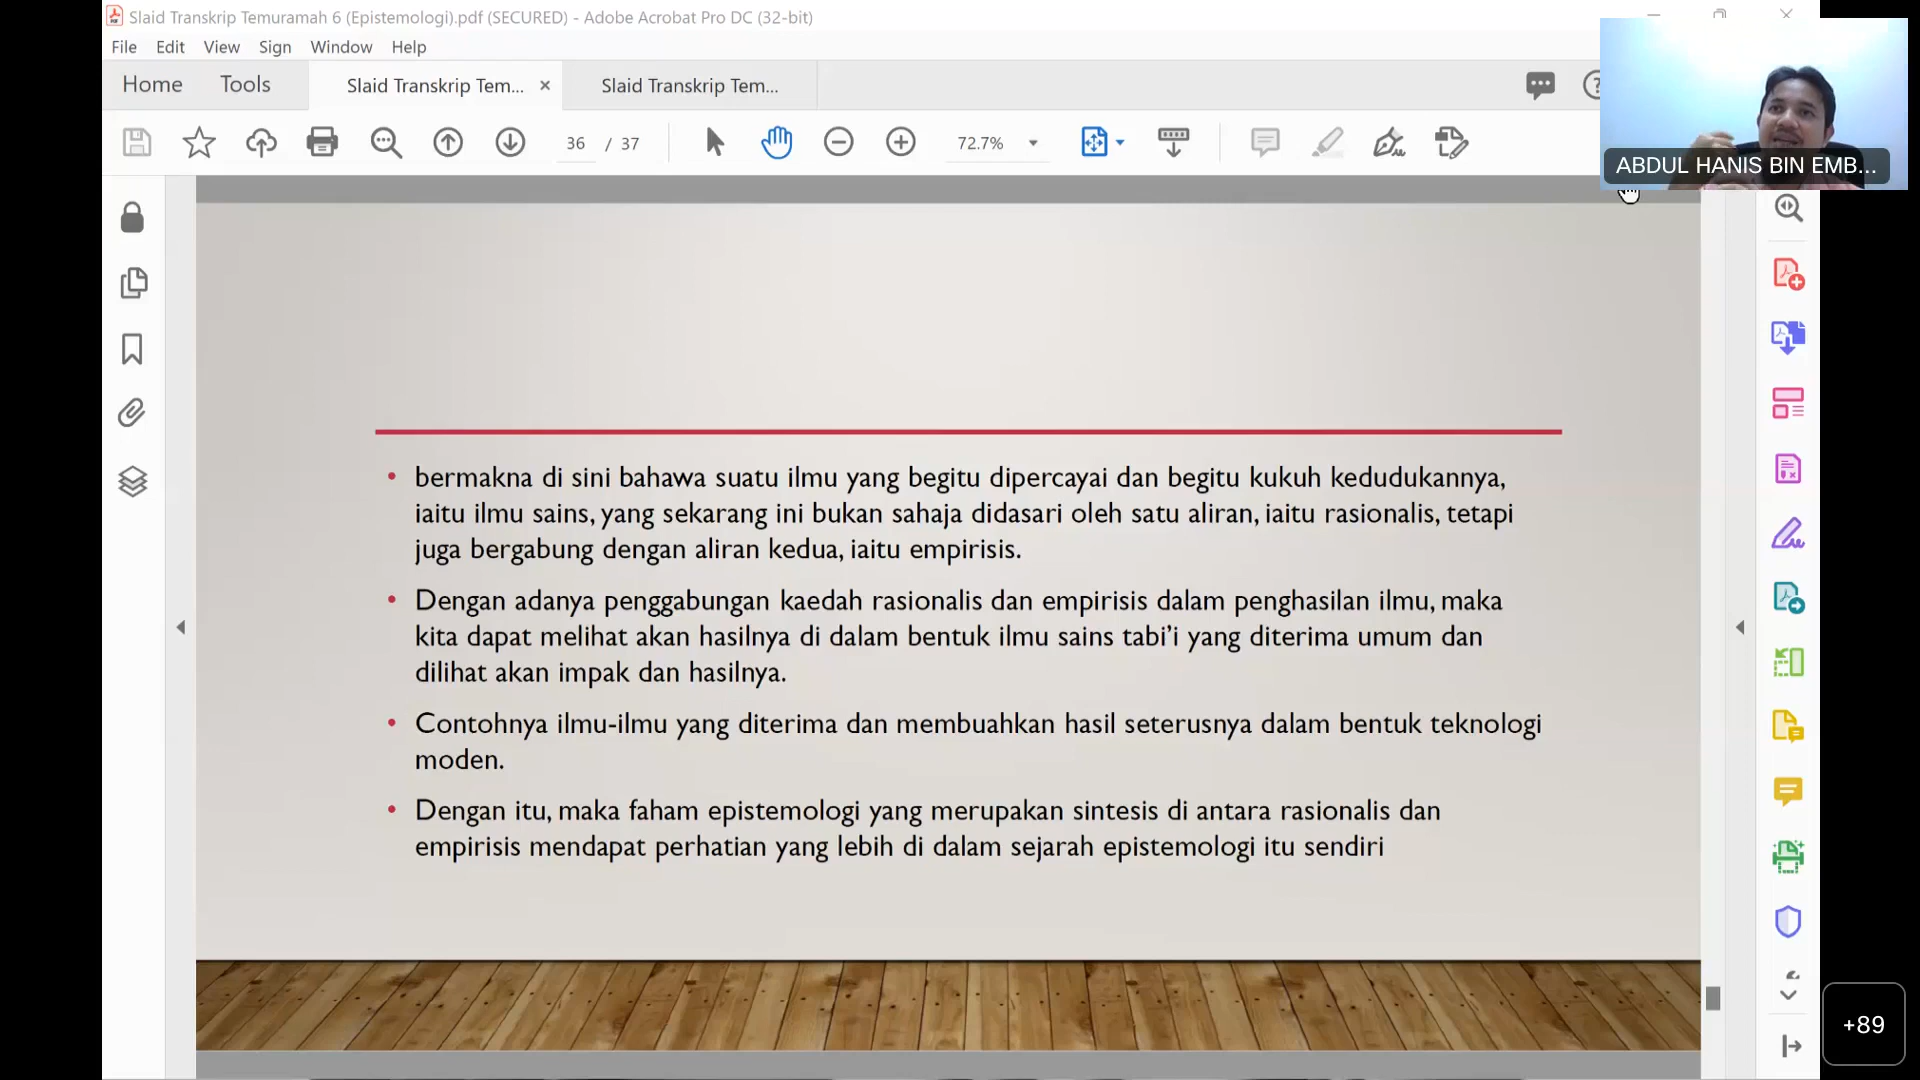 Slaid Transkrip Temuramah 6 (Epistemologi).pdf (SECURED) - Adobe Acrobat Pro DC (32-bit)
File Edit View Sign Window Help
Home Tools Slaid Transkrip Tem... × Slaid Transkrip Tem...
36 / 37 72.7%
ABDUL HANIS BIN EMB...
• bermakna di sini bahawa suatu ilmu yang begitu dipercayai dan begitu kukuh kedudukannya,
iaitu ilmu sains, yang sekarang ini bukan sahaja didasari oleh satu aliran, iaitu rasionalis, tetapi
juga bergabung dengan aliran kedua, iaitu empirisis.
• Dengan adanya penggabungan kaedah rasionalis dan empirisis dalam penghasilan ilmu, maka
kita dapat melihat akan hasilnya di dalam bentuk ilmu sains tabi’i yang diterima umum dan
dilihat akan impak dan hasilnya.
• Contohnya ilmu-ilmu yang diterima dan membuahkan hasil seterusnya dalam bentuk teknologi
moden.
• Dengan itu, maka faham epistemologi yang merupakan sintesis di antara rasionalis dan
empirisis mendapat perhatian yang lebih di dalam sejarah epistemologi itu sendiri
+89